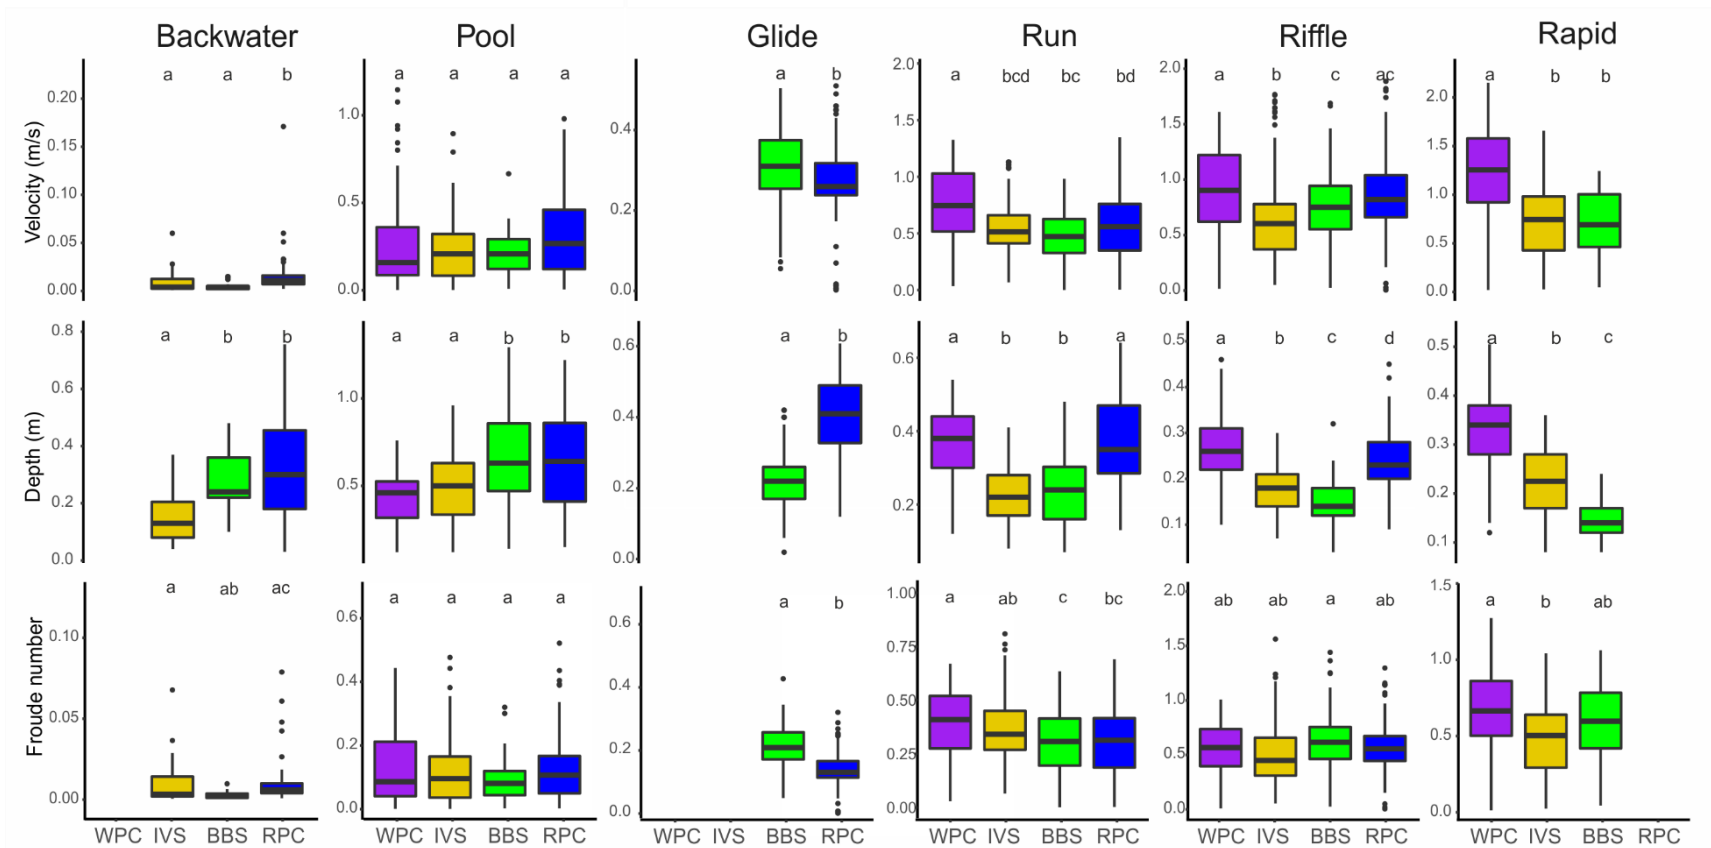 Backwater Pool Glide Run Riffle Rapid
Velocity (m/s)
0.20 0.15 0.10 0.05 0.00
a a b
1.0 0.5 0.0
a a a a
0.4 0.2 0.0
a b
2.0 1.5 1.0 0.5 0.0
a bcd bc bd
2.0 1.5 1.0 0.5 0.0
a b c ac
2.0 1.5 1.0 0.5 0.0
a b b
Depth (m)
0.8 0.6 0.4 0.2 0.0
a b b
1.0 0.5
a a b b
0.6 0.4 0.2 0.0
a b
0.6 0.4 0.2
a b b a
0.5 0.4 0.3 0.2 0.1
a b c d
0.5 0.4 0.3 0.2 0.1
a b c
Froude number
0.10 0.05 0.00
a ab ac
0.6 0.4 0.2 0.0
a a a a
0.6 0.4 0.2 0.0
a b
1.00 0.75 0.50 0.25 0.00
a ab c bc
2.0 1.5 1.0 0.5 0.0
ab ab a ab
1.5 1.0 0.5 0.0
a b ab
WPC IVS BBS RPC
WPC IVS BBS RPC
WPC IVS BBS RPC
WPC IVS BBS RPC
WPC IVS BBS RPC
WPC IVS BBS RPC